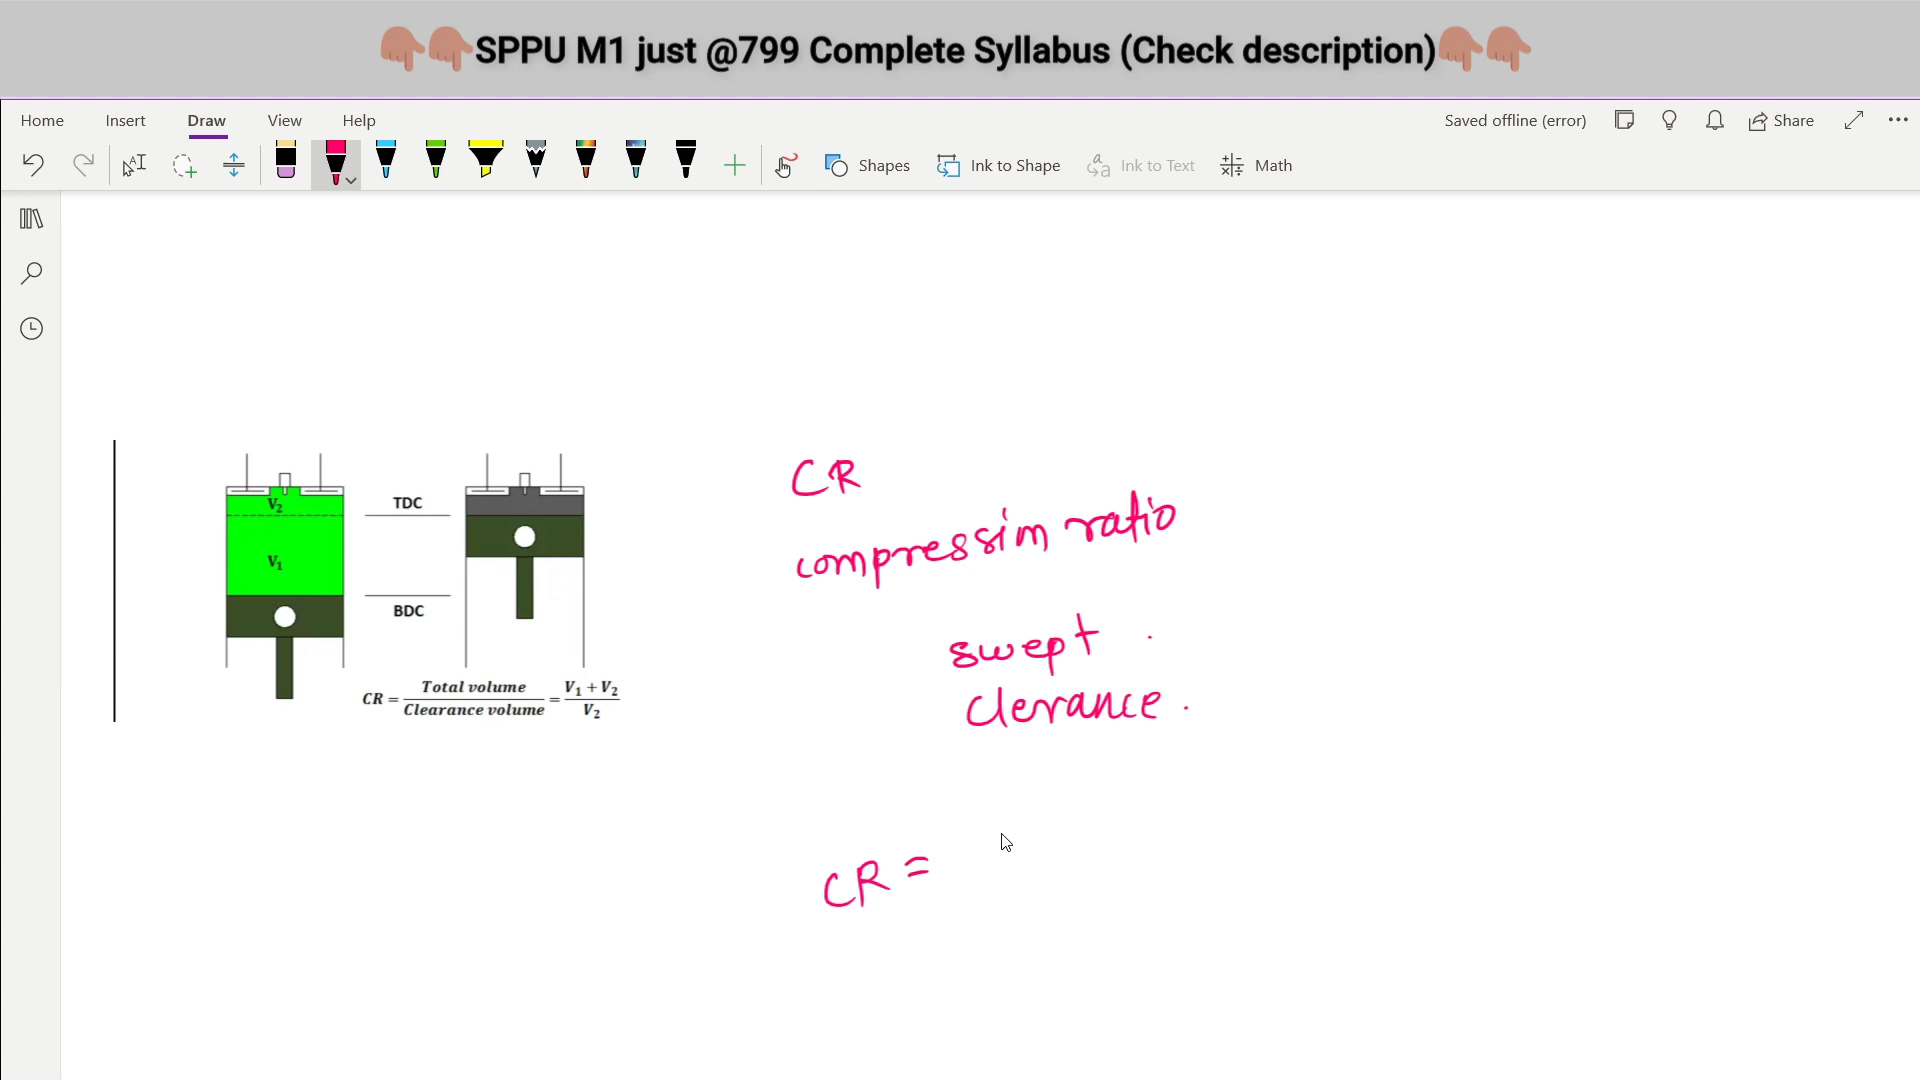 👇🏽👇🏽SPPU M1 just @799 Complete Syllabus (Check description)👇🏽👇🏽
Home Insert Draw View Help Saved offline (error) Share
Shapes Ink to Shape Ink to Text Math
V₂
V₁
TDC
BDC
CR = Total volume / Clearance volume = V₁ + V₂ / V₂
CR
compressim ratio
swept .
clerance .
CR =